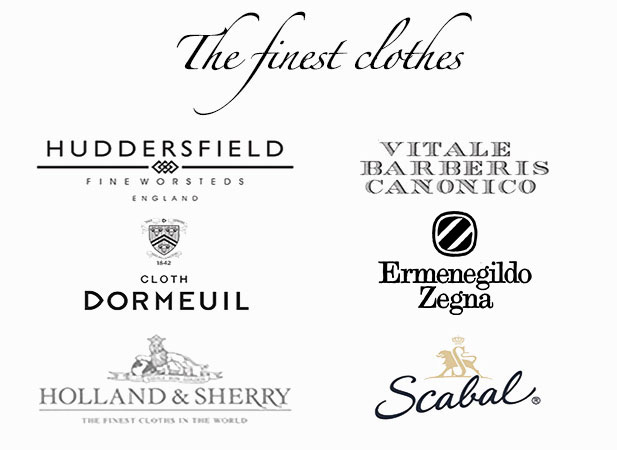 The finest clothes
HUDDERSFIELD
FINE WORSTEDS
ENGLAND
VITALE
BARBERIS
CANONICO
1842
CLOTH
DORMEUIL
Ermenegildo
Zegna
HOLLAND & SHERRY
THE FINEST CLOTHS IN THE WORLD
Scabal®